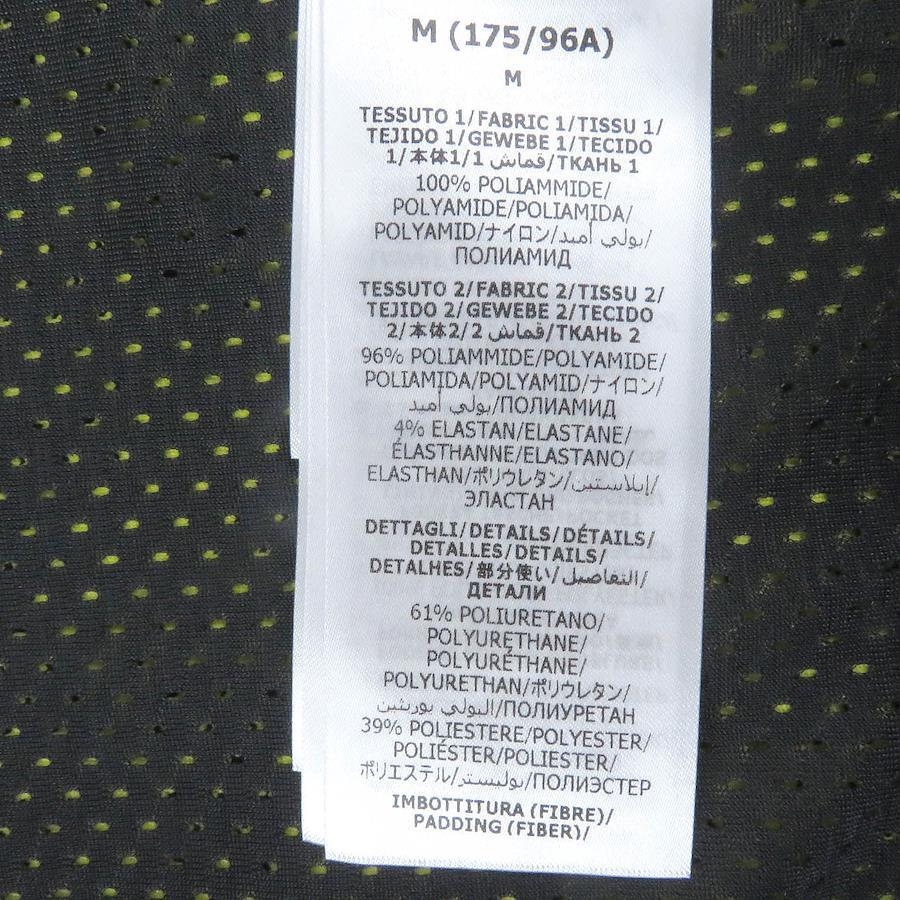 M (175/96A)
M
TESSUTO 1/FABRIC 1/TISSU 1/
TEJIDO 1/GEWEBE 1/TECIDO
1/本体1/1 قماش/ТКАНЬ 1
100% POLIAMMIDE/
POLYAMIDE/POLIAMIDA/
POLYAMID/ナイロン/بولي أميد/
ПОЛИАМИД
TESSUTO 2/FABRIC 2/TISSU 2/
TEJIDO 2/GEWEBE 2/TECIDO
2/本体2/2 قماش/ТКАНЬ 2
96% POLIAMMIDE/POLYAMIDE/
POLIAMIDA/POLYAMID/ナイロン/
بولي أميد/ПОЛИАМИД
4% ELASTAN/ELASTANE/
ÉLASTHANNE/ELASTANO/
ELASTHAN/ポリウレタン/إيلاستين/
ЭЛАСТАН
DETTAGLI/DETAILS/DÉTAILS/
DETALLES/DETAILS/
DETALHES/部分使い/التفاصيل/
ДЕТАЛИ
61% POLIURETANO/
POLYURETHANE/
POLYURÉTHANE/
POLYURETHAN/ポリウレタン/
البولي يوريثين/ПОЛИУРЕТАН
39% POLIESTERE/POLYESTER/
POLIÉSTER/POLIESTER/
ポリエステル/بوليستر/ПОЛИЭСТЕР
IMBOTTITURA (FIBRE)/
PADDING (FIBER)/